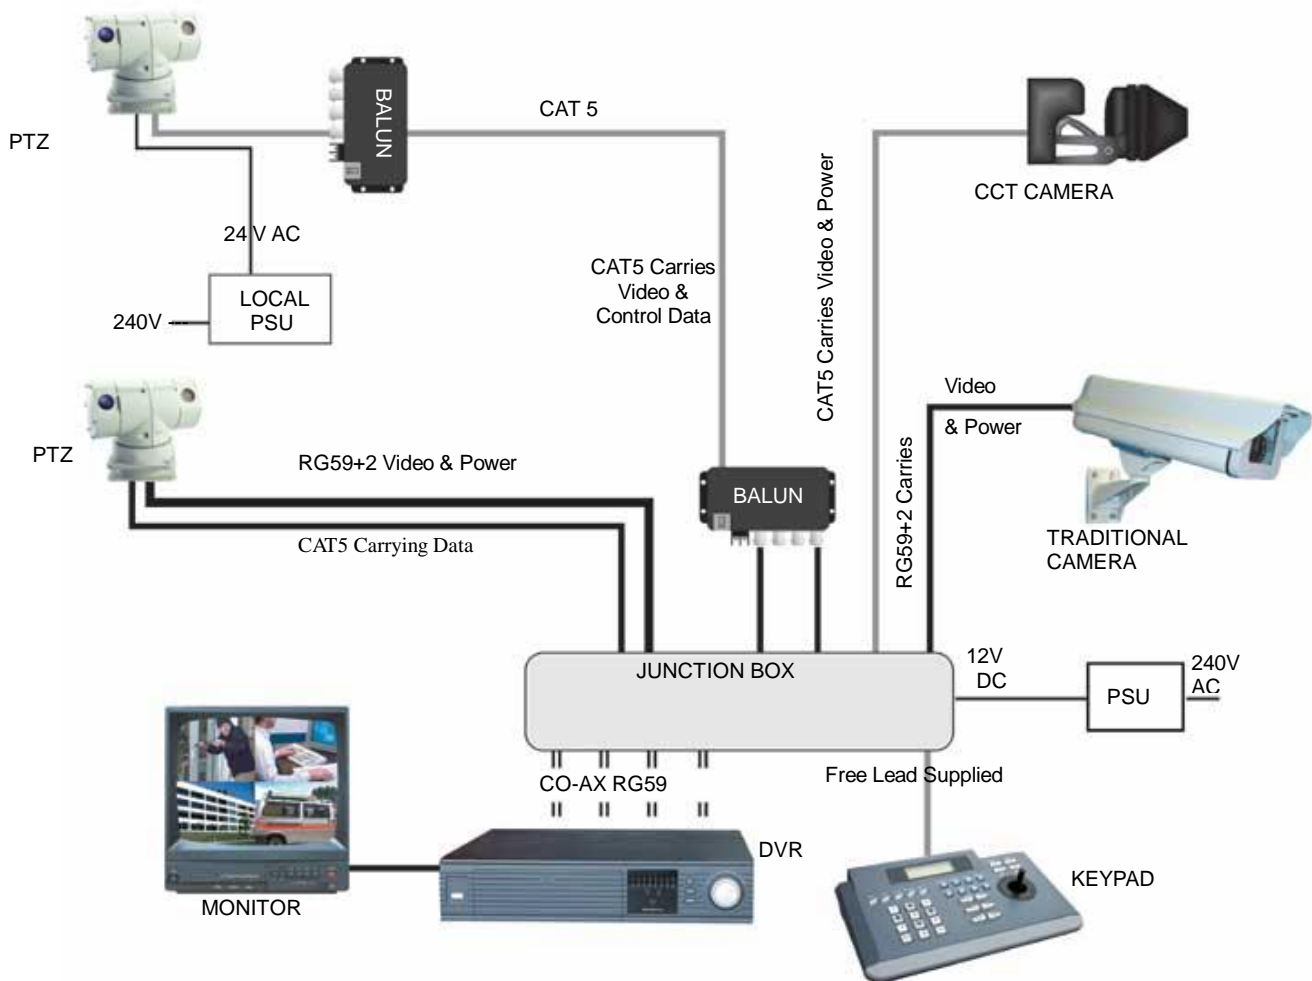 PTZ
BALUN
CAT 5
24 V AC
LOCAL
PSU
240V
CAT5 Carries
Video &
Control Data
CAT5 Carries Video & Power
CCT CAMERA
PTZ
RG59+2 Video & Power
CAT5 Carrying Data
BALUN
RG59+2 Carries
Video
& Power
TRADITIONAL
CAMERA
JUNCTION BOX
12V
DC
PSU
240V
AC
CO-AX RG59
Free Lead Supplied
MONITOR
DVR
KEYPAD